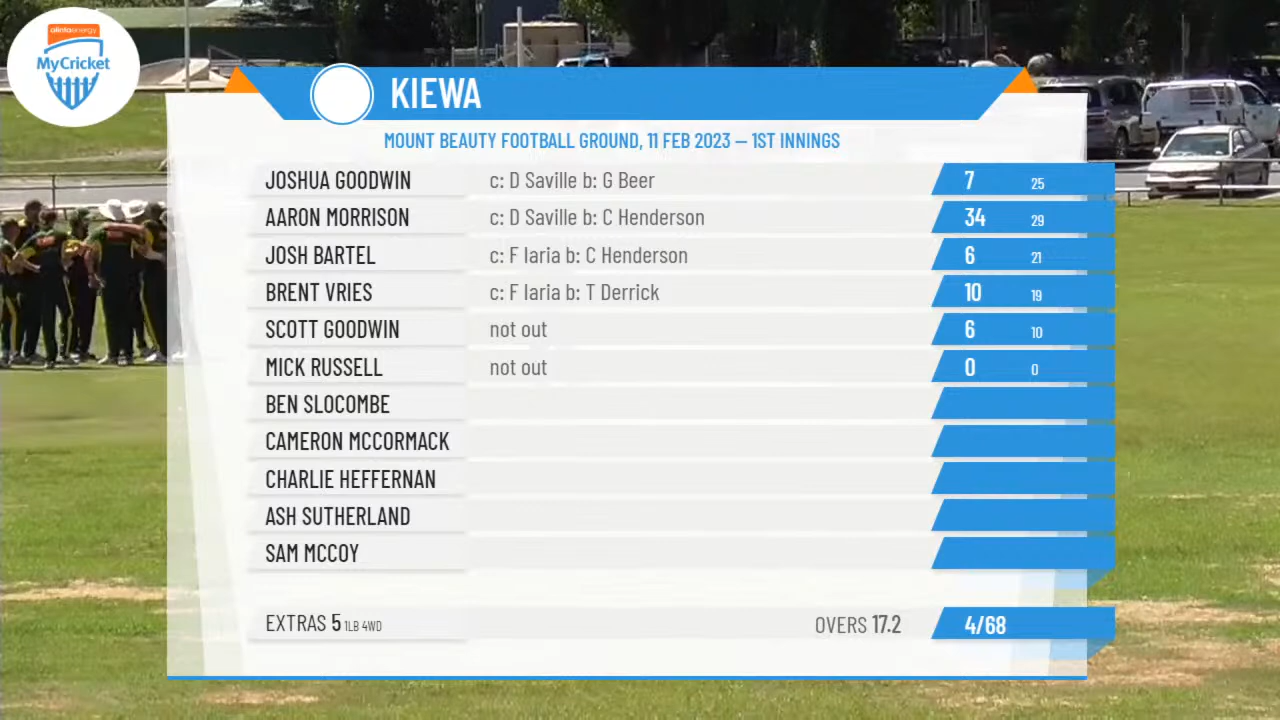 alintaenergy
MyCricket
KIEWA
MOUNT BEAUTY FOOTBALL GROUND, 11 FEB 2023 – 1ST INNINGS
JOSHUA GOODWIN c: D Saville b: G Beer 7 25
AARON MORRISON c: D Saville b: C Henderson 34 29
JOSH BARTEL c: F Iaria b: C Henderson 6 21
BRENT VRIES c: F Iaria b: T Derrick 10 19
SCOTT GOODWIN not out 6 10
MICK RUSSELL not out 0 0
BEN SLOCOMBE
CAMERON MCCORMACK
CHARLIE HEFFERNAN
ASH SUTHERLAND
SAM MCCOY
EXTRAS 5 1LB 4WD OVERS 17.2 4/68